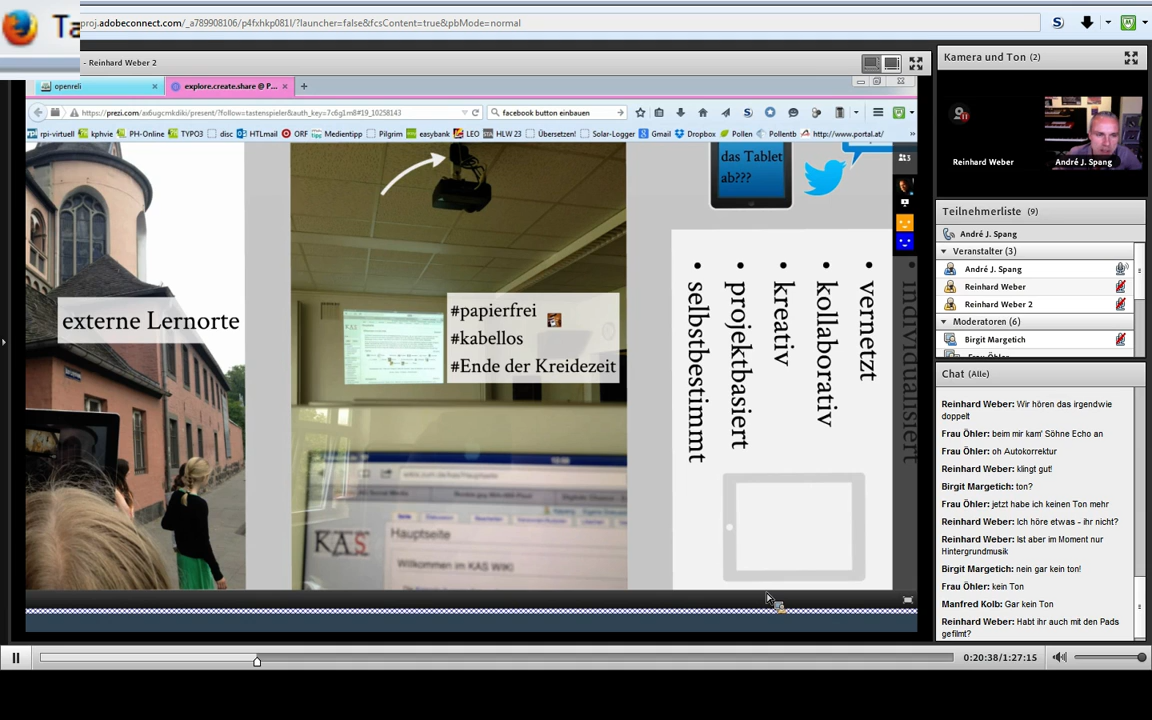 proj.adobeconnect.com/_a789908106/p4fxhkp081l/?launcher=false&fcsContent=true&pbMode=normal
- Reinhard Weber 2
openreli
explore.create.share @ P...
https://prezi.com/ax6ugcmkdiki/present/?follow=tastenspieler&auth_key=7c6g1m8#19_10258143
facebook button einbauen
rpi-virtuell
kphvie
PH-Online
TYPO3
disc
HTLmail
ORF
Medientipp
Pilgrim
easybank
LEO
HLW 23
Übersetzen!
Solar-Logger
Gmail
Dropbox
Pollen
Pollentb
http://www.portal.at/
das Tablet
ab???
externe Lernorte
#papierfrei
#kabellos
#Ende der Kreidezeit
individualisiert
vernetzt
kollaborativ
kreativ
projektbasiert
selbstbestimmt
KAS
Hauptseite
Willkommen im KAS WIKI
Kamera und Ton (2)
Reinhard Weber
André J. Spang
Teilnehmerliste (9)
André J. Spang
Veranstalter (3)
André J. Spang
Reinhard Weber
Reinhard Weber 2
Moderatoren (6)
Birgit Margetich
Frau Öhler
Chat (Alle)
Reinhard Weber: Wir hören das irgendwie
doppelt
Frau Öhler: beim mir kam' Söhne Echo an
Frau Öhler: oh Autokorrektur
Reinhard Weber: klingt gut!
Birgit Margetich: ton?
Frau Öhler: jetzt habe ich keinen Ton mehr
Reinhard Weber: Ich höre etwas - ihr nicht?
Reinhard Weber: Ist aber im Moment nur
Hintergrundmusik
Birgit Margetich: nein gar kein ton!
Frau Öhler: kein Ton
Manfred Kolb: Gar kein Ton
Reinhard Weber: Habt ihr auch mit den Pads
gefilmt?
0:20:38/1:27:15